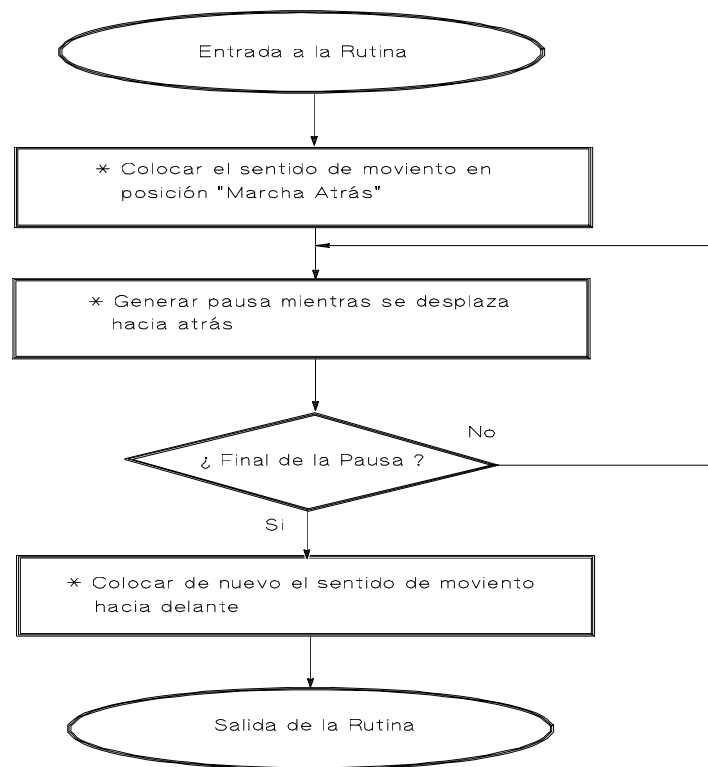 Entrada a la Rutina
* Colocar el sentido de moviento en
posición "Marcha Atrás"
* Generar pausa mientras se desplaza
hacia atrás
No
¿ Final de la Pausa ?
Si
* Colocar de nuevo el sentido de moviento
hacia delante
Salida de la Rutina